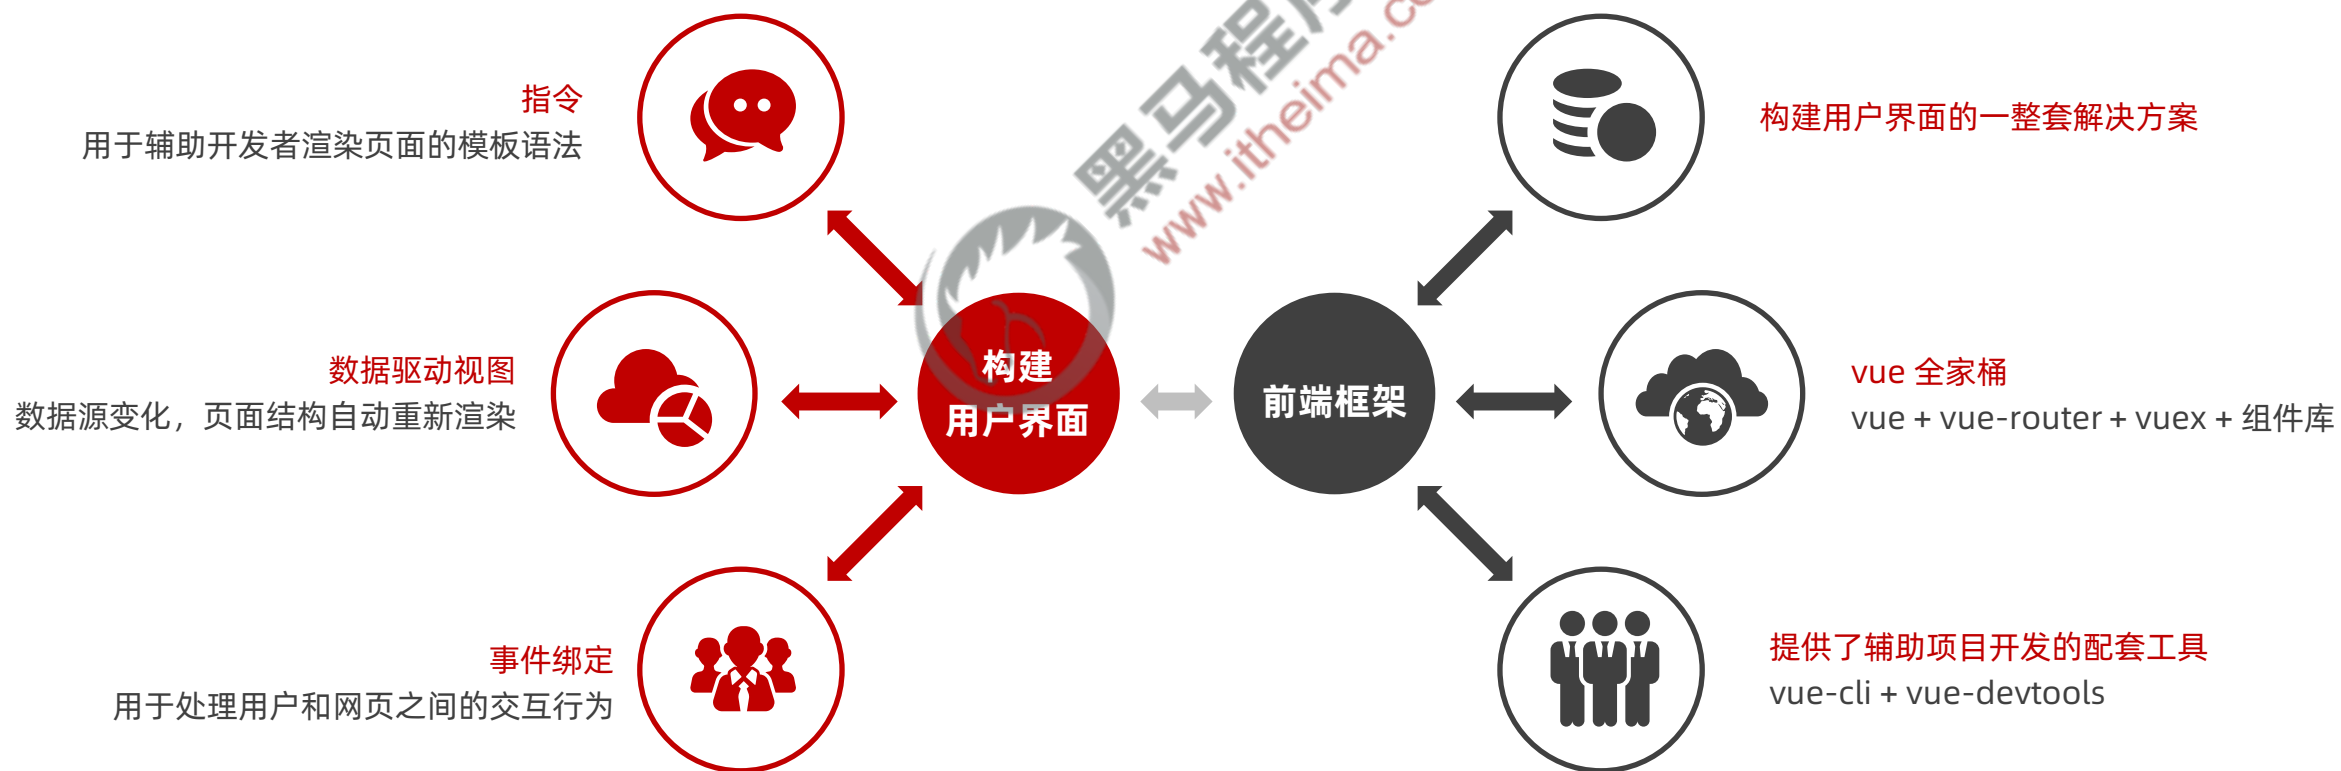 指令
用于辅助开发者渲染页面的模板语法
数据驱动视图
数据源变化，页面结构自动重新渲染
事件绑定
用于处理用户和网页之间的交互行为
构建
用户界面
前端框架
构建用户界面的一整套解决方案
vue 全家桶
vue + vue-router + vuex + 组件库
提供了辅助项目开发的配套工具
vue-cli + vue-devtools
黑马程序
www.itheima.co